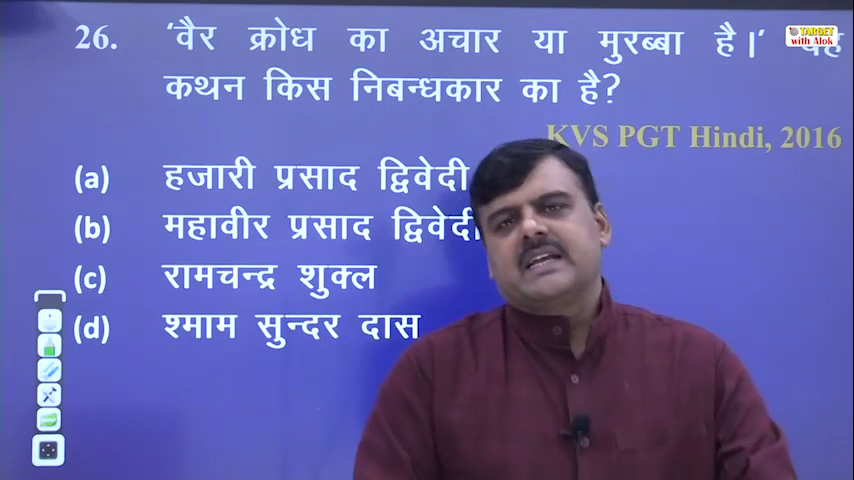 TARGET
with Alok
26. ‘वैर क्रोध का अचार या मुरब्बा है।’ यह
कथन किस निबन्धकार का है?
KVS PGT Hindi, 2016
(a) हजारी प्रसाद द्विवेदी
(b) महावीर प्रसाद द्विवेदी
(c) रामचन्द्र शुक्ल
(d) श्माम सुन्दर दास